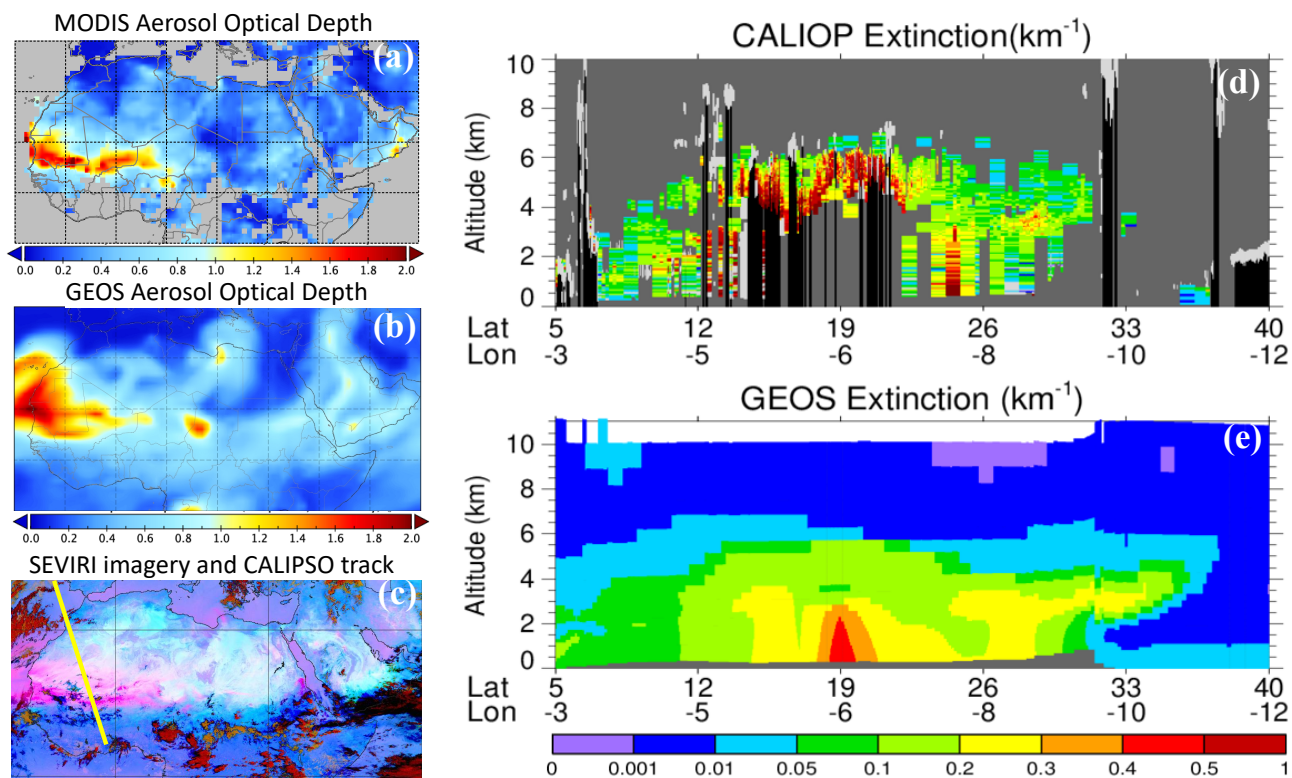 MODIS Aerosol Optical Depth
(a)
0.0 0.2 0.4 0.6 0.8 1.0 1.2 1.4 1.6 1.8 2.0
GEOS Aerosol Optical Depth
(b)
0.0 0.2 0.4 0.6 0.8 1.0 1.2 1.4 1.6 1.8 2.0
SEVIRI imagery and CALIPSO track
(c)
CALIOP Extinction(km-1)
(d)
Altitude (km)
10
8
6
4
2
0
Lat 5 12 19 26 33 40
Lon -3 -5 -6 -8 -10 -12
GEOS Extinction (km-1)
(e)
Altitude (km)
10
8
6
4
2
0
Lat 5 12 19 26 33 40
Lon -3 -5 -6 -8 -10 -12
0 0.001 0.01 0.05 0.1 0.2 0.3 0.4 0.5 1